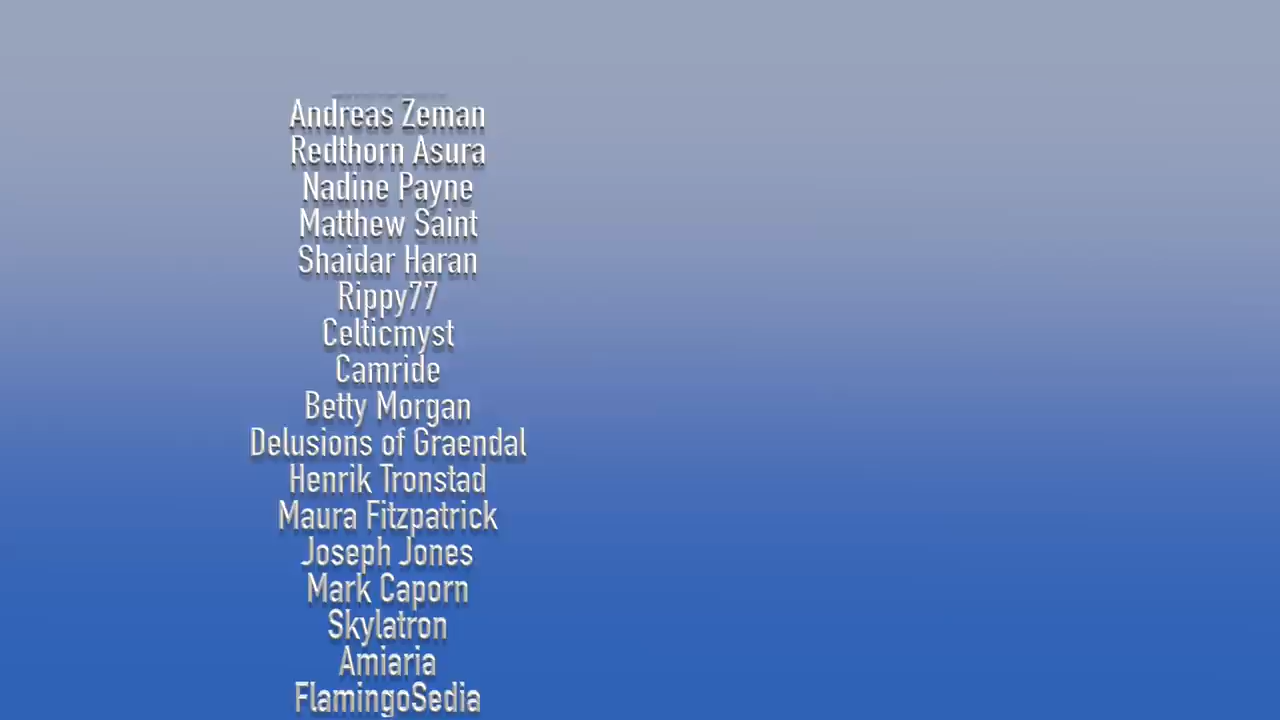 Andreas Zeman
Redthorn Asura
Nadine Payne
Matthew Saint
Shaidar Haran
Rippy77
Celticmyst
Camride
Betty Morgan
Delusions of Graendal
Henrik Tronstad
Maura Fitzpatrick
Joseph Jones
Mark Caporn
Skylatron
Amiaria
FlamingoSedia